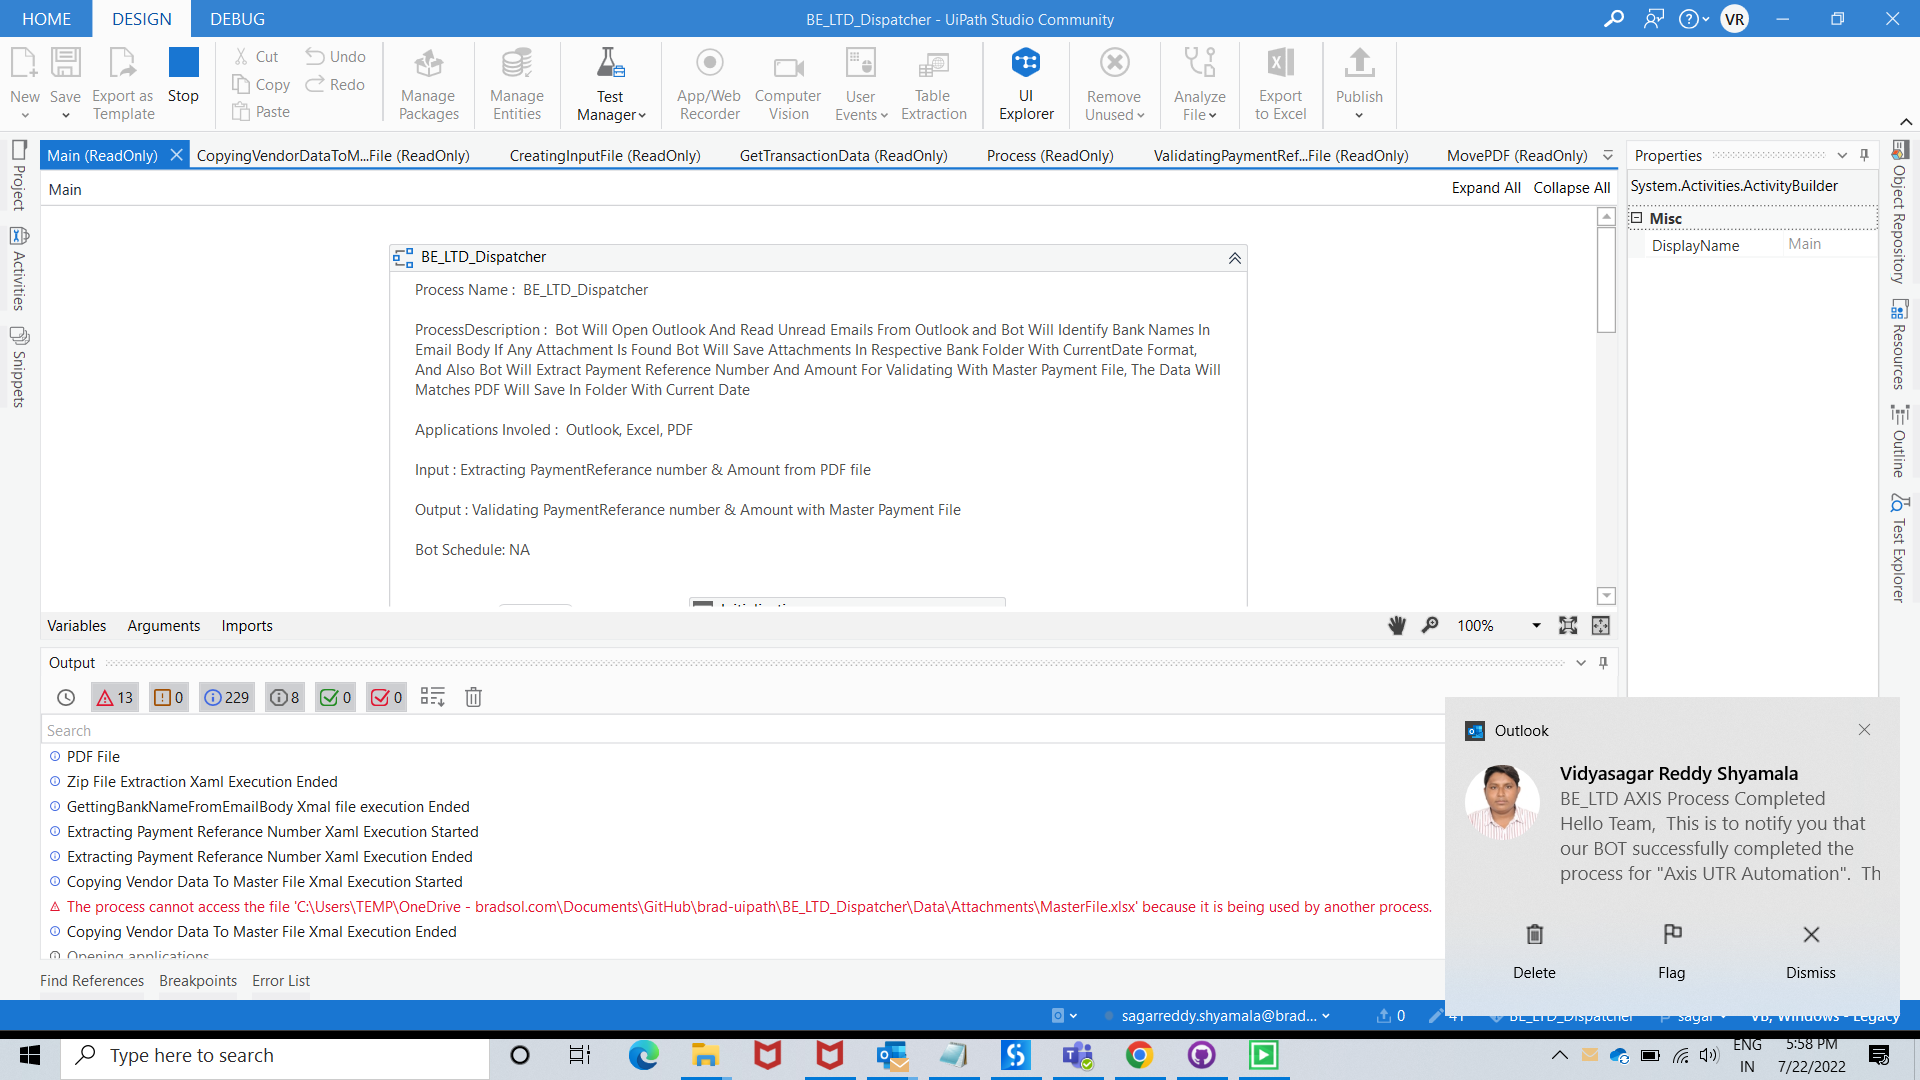 HOME
DESIGN
DEBUG
BE_LTD_Dispatcher - UiPath Studio Community
VR
New
Save
Export as
Template
Stop
Cut
Copy
Paste
Undo
Redo
Manage
Packages
Manage
Entities
Test
Manager
App/Web
Recorder
Computer
Vision
User
Events
Table
Extraction
UI
Explorer
Remove
Unused
Analyze
File
Export
to Excel
Publish
Project
Activities
Snippets
Main (ReadOnly)
CopyingVendorDataToM...File (ReadOnly)
CreatingInputFile (ReadOnly)
GetTransactionData (ReadOnly)
Process (ReadOnly)
ValidatingPaymentRef...File (ReadOnly)
MovePDF (ReadOnly)
Main
Expand All
Collapse All
BE_LTD_Dispatcher
Process Name :  BE_LTD_Dispatcher
ProcessDescription :  Bot Will Open Outlook And Read Unread Emails From Outlook and Bot Will Identify Bank Names In
Email Body If Any Attachment Is Found Bot Will Save Attachments In Respective Bank Folder With CurrentDate Format,
And Also Bot Will Extract Payment Reference Number And Amount For Validating With Master Payment File, The Data Will
Matches PDF Will Save In Folder With Current Date
Applications Involed :  Outlook, Excel, PDF
Input : Extracting PaymentReferance number & Amount from PDF file
Output : Validating PaymentReferance number & Amount with Master Payment File
Bot Schedule: NA
Variables
Arguments
Imports
100%
Properties
System.Activities.ActivityBuilder
Misc
DisplayName
Main
Object Repository
Resources
Outline
Test Explorer
Output
13
0
229
8
0
0
Search
PDF File
Zip File Extraction Xaml Execution Ended
GettingBankNameFromEmailBody Xmal file execution Ended
Extracting Payment Referance Number Xaml Execution Started
Extracting Payment Referance Number Xaml Execution Ended
Copying Vendor Data To Master File Xmal Execution Started
The process cannot access the file 'C:\Users\TEMP\OneDrive - bradsol.com\Documents\GitHub\brad-uipath\BE_LTD_Dispatcher\Data\Attachments\MasterFile.xlsx' because it is being used by another process.
Copying Vendor Data To Master File Xmal Execution Ended
Opening applications
Find References
Breakpoints
Error List
Outlook
Vidyasagar Reddy Shyamala
BE_LTD AXIS Process Completed
Hello Team,  This is to notify you that
our BOT successfully completed the
process for "Axis UTR Automation".  Th
Delete
Flag
Dismiss
sagarreddy.shyamala@brad...
0
41
BE_LTD_Dispatcher
sagar
VB, Windows - Legacy
Type here to search
ENG
IN
5:58 PM
7/22/2022